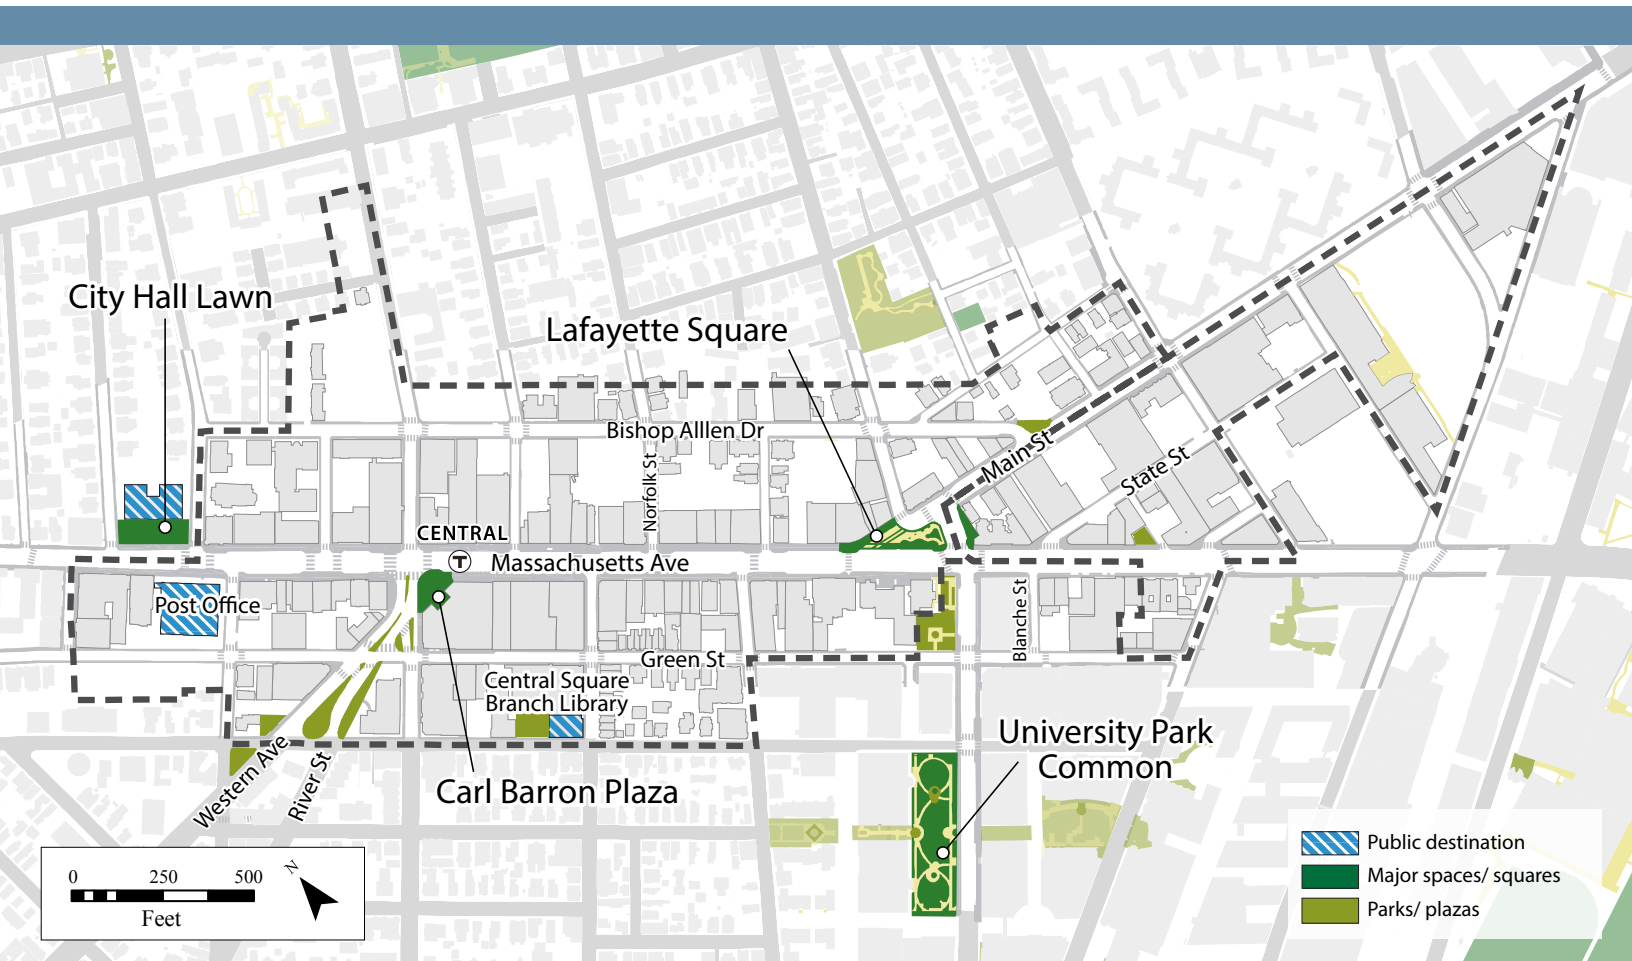 City Hall Lawn
Lafayette Square
Bishop Alllen Dr
Main St
State St
Norfolk St
CENTRAL
T
Massachusetts Ave
Post Office
Blanche St
Green St
Central Square
Branch Library
University Park
Common
Western Ave
River St
Carl Barron Plaza
0 250 500
Feet
N
Public destination
Major spaces/ squares
Parks/ plazas